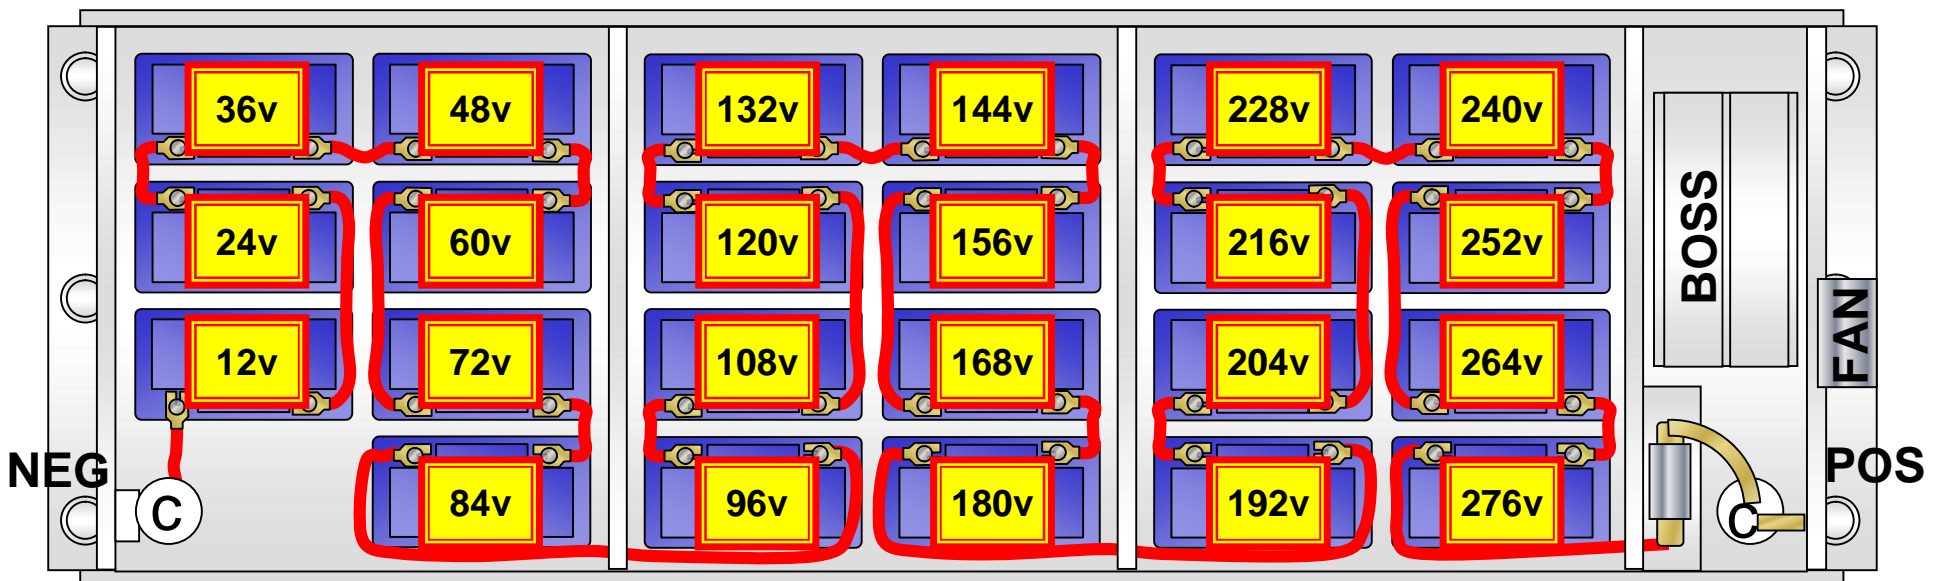 36v 48v 132v 144v 228v 240v
24v 60v 120v 156v 216v 252v
BOSS
12v 72v 108v 168v 204v 264v
FAN
NEG
POS
84v 96v 180v 192v 276v
C
C